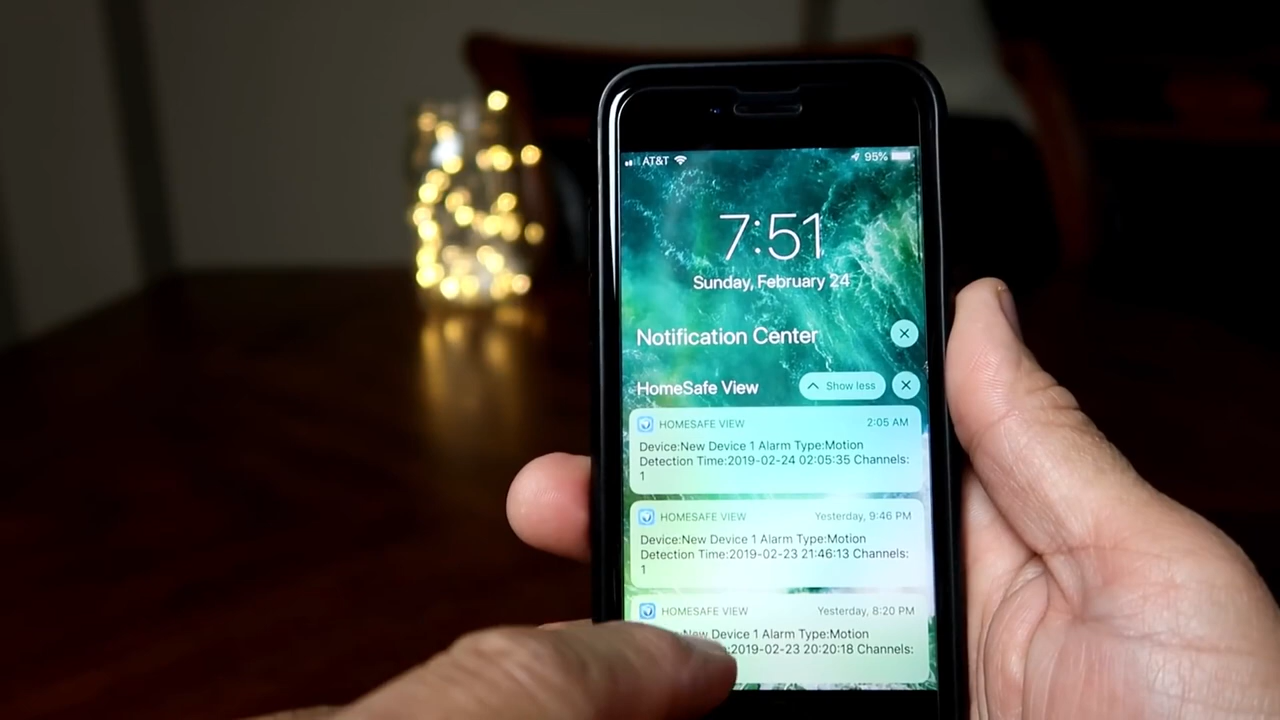 AT&T 95%
7:51
Sunday, February 24
Notification Center
HomeSafe View Show less
HOMESAFE VIEW 2:05 AM
Device:New Device 1 Alarm Type:Motion
Detection Time:2019-02-24 02:05:35 Channels:
1
HOMESAFE VIEW Yesterday, 9:46 PM
Device:New Device 1 Alarm Type:Motion
Detection Time:2019-02-23 21:46:13 Channels:
1
HOMESAFE VIEW Yesterday, 8:20 PM
New Device 1 Alarm Type:Motion
:2019-02-23 20:20:18 Channels: